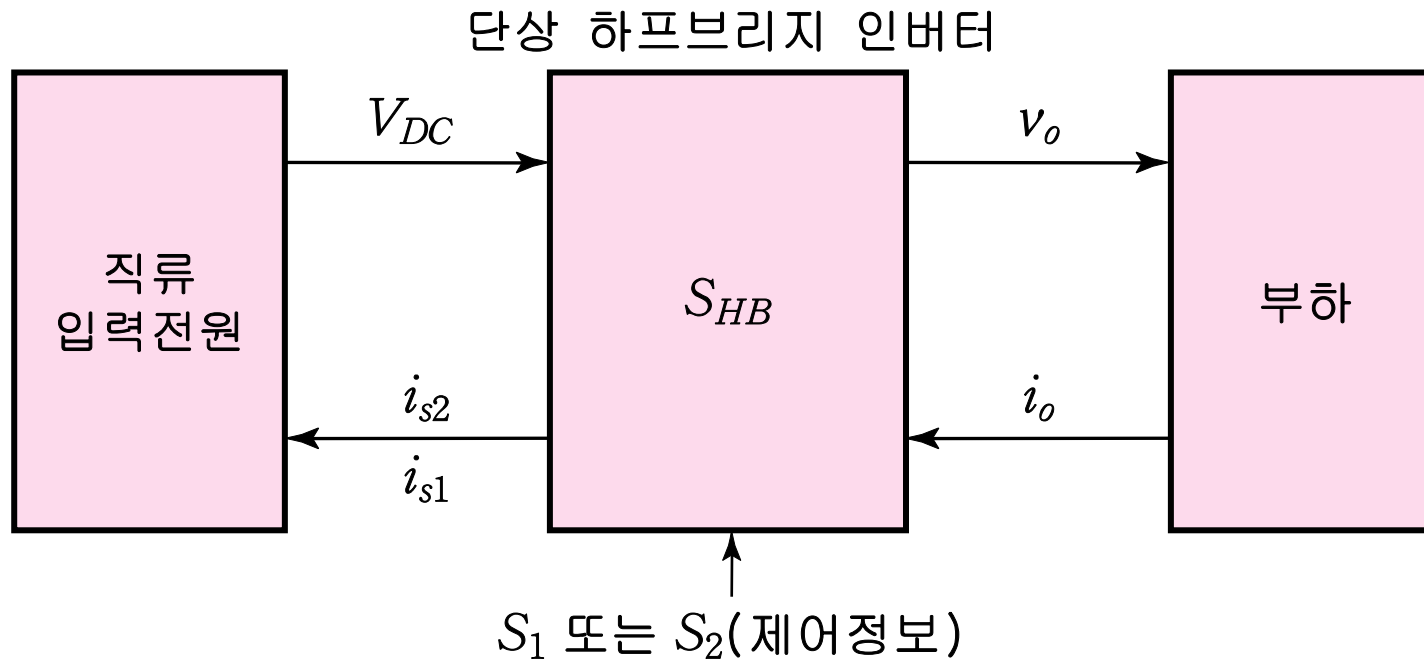 단상 하프브리지 인버터
V_DC
v_o
직류
입력전원
S_HB
부하
i_s2
i_s1
i_o
S_1 또는 S_2(제어정보)